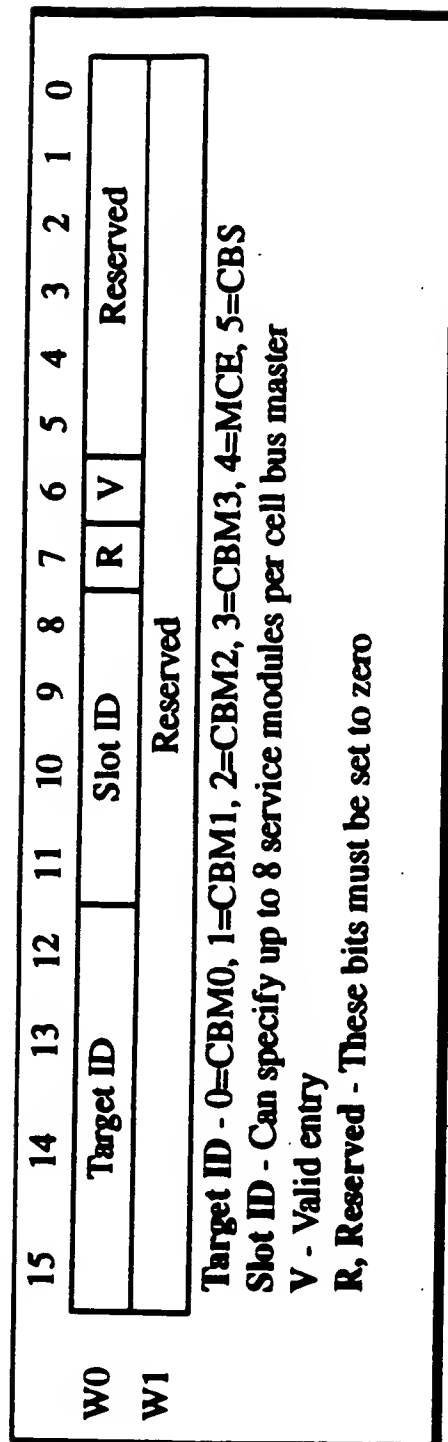 15 14 13 12 11 10 9 8 7 6 5 4 3 2 1 0
W0 Target ID Slot ID R V Reserved
W1 Reserved
Target ID - 0=CBM0, 1=CBM1, 2=CBM2, 3=CBM3, 4=MCE, 5=CBS
Slot ID - Can specify up to 8 service modules per cell bus master
V - Valid entry
R, Reserved - These bits must be set to zero